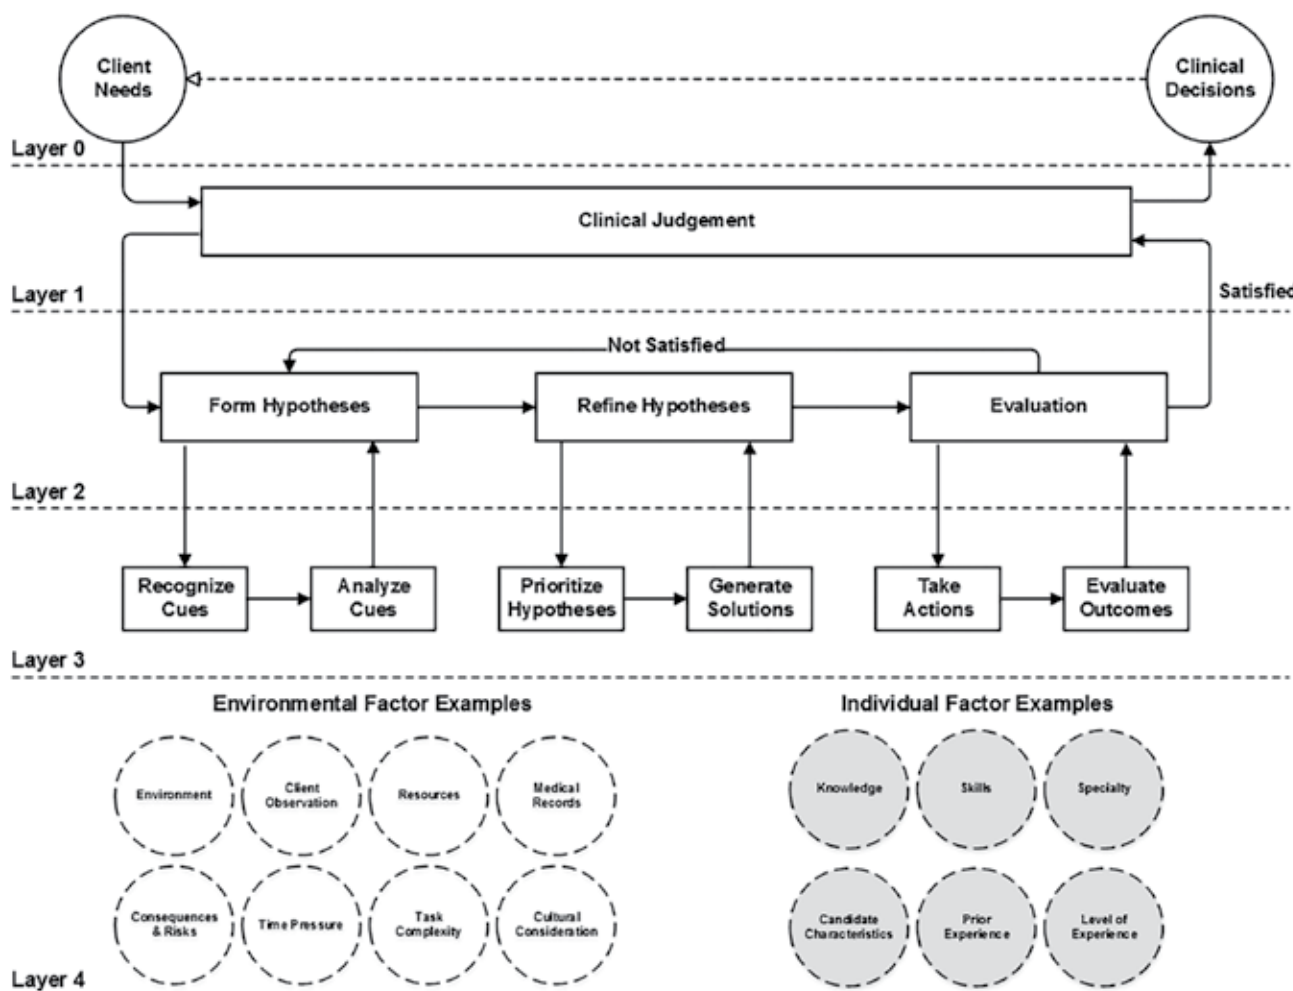 Client
Needs
Clinical
Decisions
Layer 0
Clinical Judgement
Layer 1
Satisfied
Not Satisfied
Form Hypotheses
Refine Hypotheses
Evaluation
Layer 2
Recognize
Cues
Analyze
Cues
Prioritize
Hypotheses
Generate
Solutions
Take
Actions
Evaluate
Outcomes
Layer 3
Environmental Factor Examples
Individual Factor Examples
Environment
Client
Observation
Resources
Medical
Records
Knowledge
Skills
Specialty
Consequences
& Risks
Time Pressure
Task
Complexity
Cultural
Consideration
Candidate
Characteristics
Prior
Experience
Level of
Experience
Layer 4